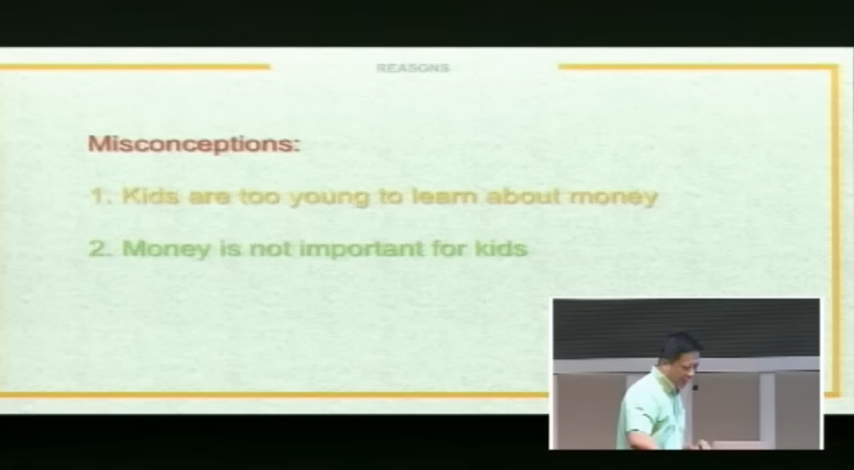 REASONS
Misconceptions:
1. Kids are too young to learn about money
2. Money is not important for kids